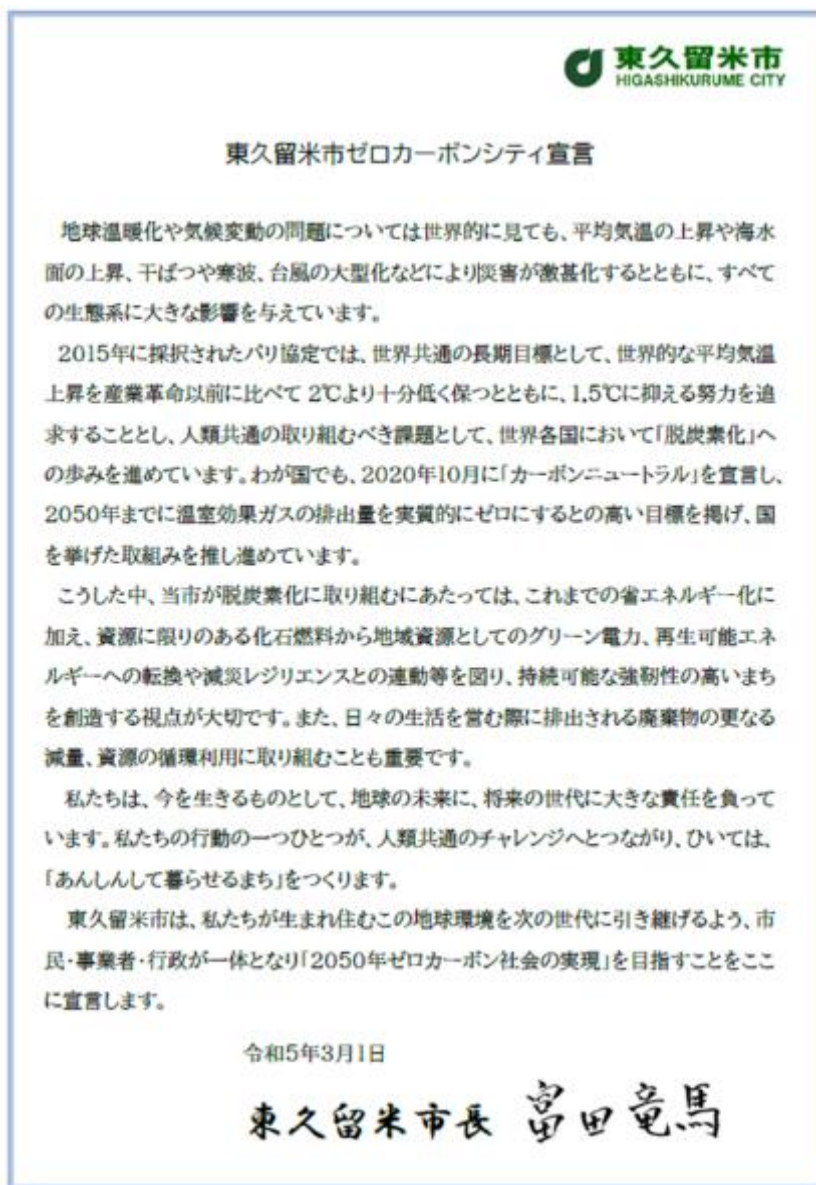 東久留米市
HIGASHIKURUME CITY
東久留米市ゼロカーボンシティ宣言
地球温暖化や気候変動の問題については世界的に見ても、平均気温の上昇や海水
面の上昇、干ばつや寒波、台風の大型化などにより災害が激甚化するとともに、すべて
の生態系に大きな影響を与えています。
2015年に採択されたパリ協定では、世界共通の長期目標として、世界的な平均気温
上昇を産業革命以前に比べて 2℃より十分低く保つとともに、1.5℃に抑える努力を追
求することとし、人類共通の取り組むべき課題として、世界各国において「脱炭素化」へ
の歩みを進めています。わが国でも、2020年10月に「カーボンニュートラル」を宣言し、
2050年までに温室効果ガスの排出量を実質的にゼロにするとの高い目標を掲げ、国
を挙げた取組みを推し進めています。
こうした中、当市が脱炭素化に取り組むにあたっては、これまでの省エネルギー化に
加え、資源に限りのある化石燃料から地域資源としてのグリーン電力、再生可能エネ
ルギーへの転換や減災レジリエンスとの連動等を図り、持続可能な強靭性の高いまち
を創造する視点が大切です。また、日々の生活を営む際に排出される廃棄物の更なる
減量、資源の循環利用に取り組むことも重要です。
私たちは、今を生きるものとして、地球の未来に、将来の世代に大きな責任を負って
います。私たちの行動の一つひとつが、人類共通のチャレンジへとつながり、ひいては、
「あんしんして暮らせるまち」をつくります。
東久留米市は、私たちが生まれ住むこの地球環境を次の世代に引き継げるよう、市
民・事業者・行政が一体となり「2050年ゼロカーボン社会の実現」を目指すことをここ
に宣言します。
令和5年3月1日
東久留米市長 富田竜馬